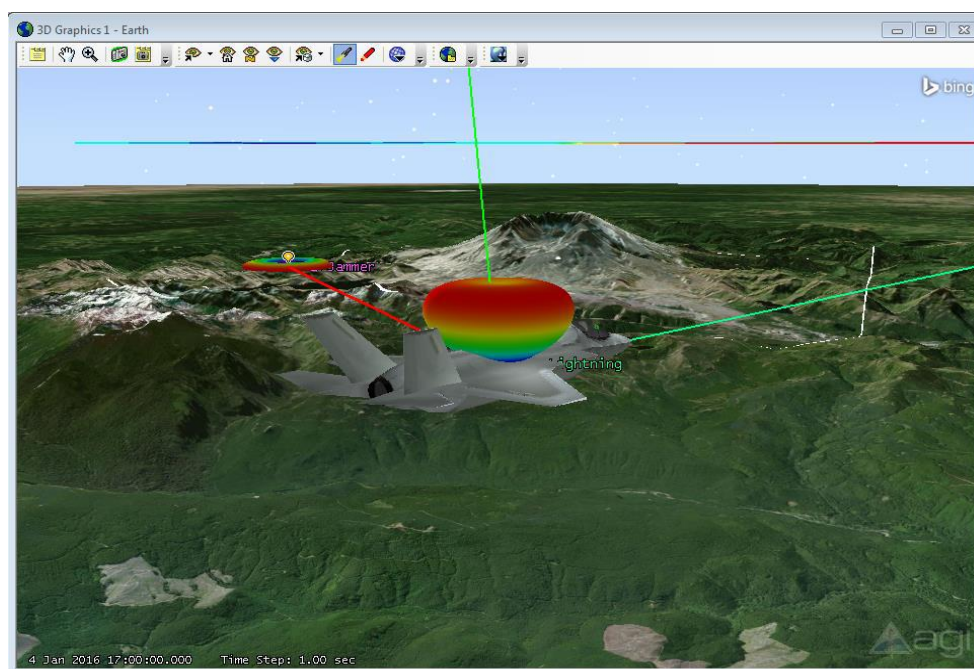 3D Graphics 1 - Earth
bing
Jammer
ightning
4 Jan 2016 17:00:00.000 Time Step: 1.00 sec
agi